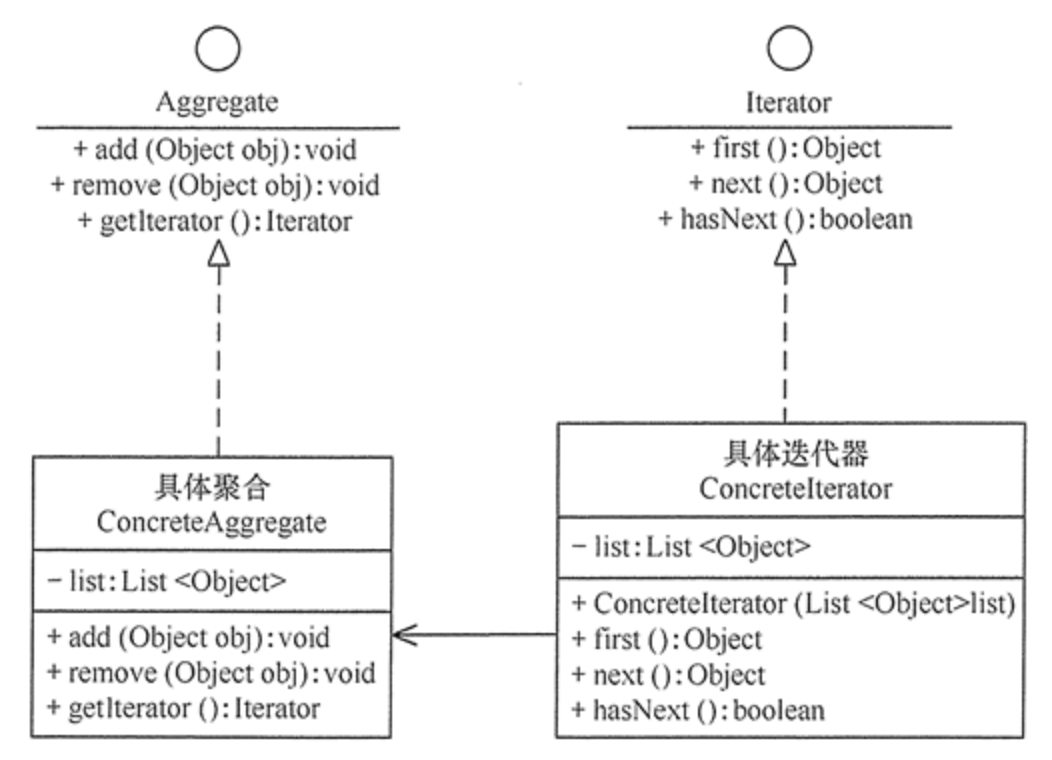 Aggregate
+ add (Object obj):void
+ remove (Object obj):void
+ getIterator ():Iterator
Iterator
+ first ():Object
+ next ():Object
+ hasNext ():boolean
具体聚合
ConcreteAggregate
- list:List <Object>
+ add (Object obj):void
+ remove (Object obj):void
+ getIterator ():Iterator
具体迭代器
ConcreteIterator
- list:List <Object>
+ ConcreteIterator (List <Object>list)
+ first ():Object
+ next ():Object
+ hasNext ():boolean